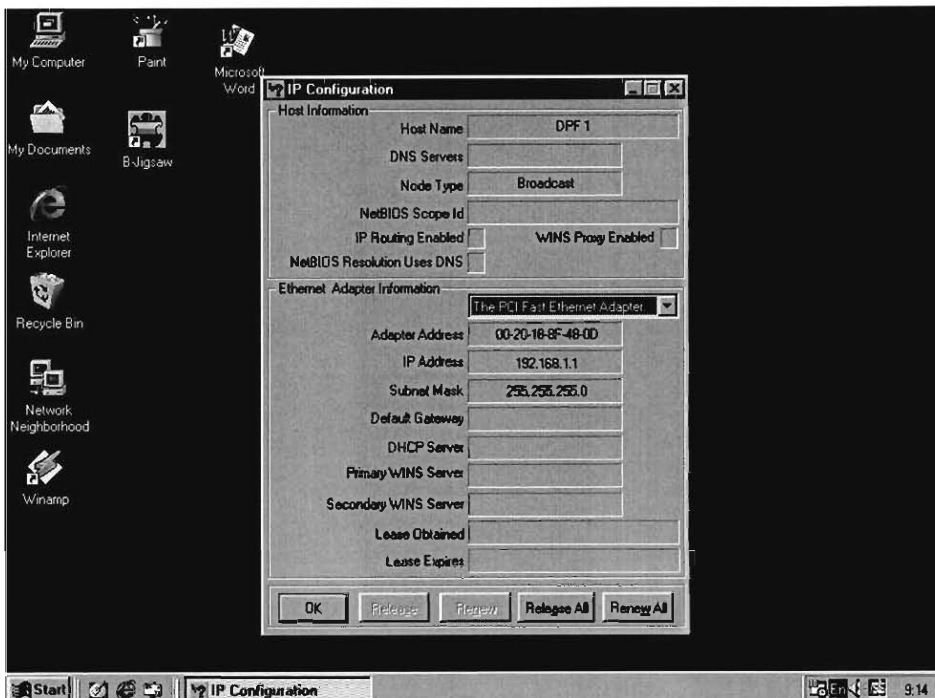 My Computer
Paint
Microsoft
Word
My Documents
B-Jigsaw
Internet
Explorer
Recycle Bin
Network
Neighborhood
Winamp
IP Configuration
Host Information
Host Name DPF 1
DNS Servers
Node Type Broadcast
NetBIOS Scope Id
IP Routing Enabled WINS Proxy Enabled
NetBIOS Resolution Uses DNS
Ethernet Adapter Information
The PCI Fast Ethernet Adapter
Adapter Address 00-20-18-8F-48-0D
IP Address 192.168.1.1
Subnet Mask 255.255.255.0
Default Gateway
DHCP Server
Primary WINS Server
Secondary WINS Server
Lease Obtained
Lease Expires
OK Release Renew Release All Renew All
Start IP Configuration En 9:14